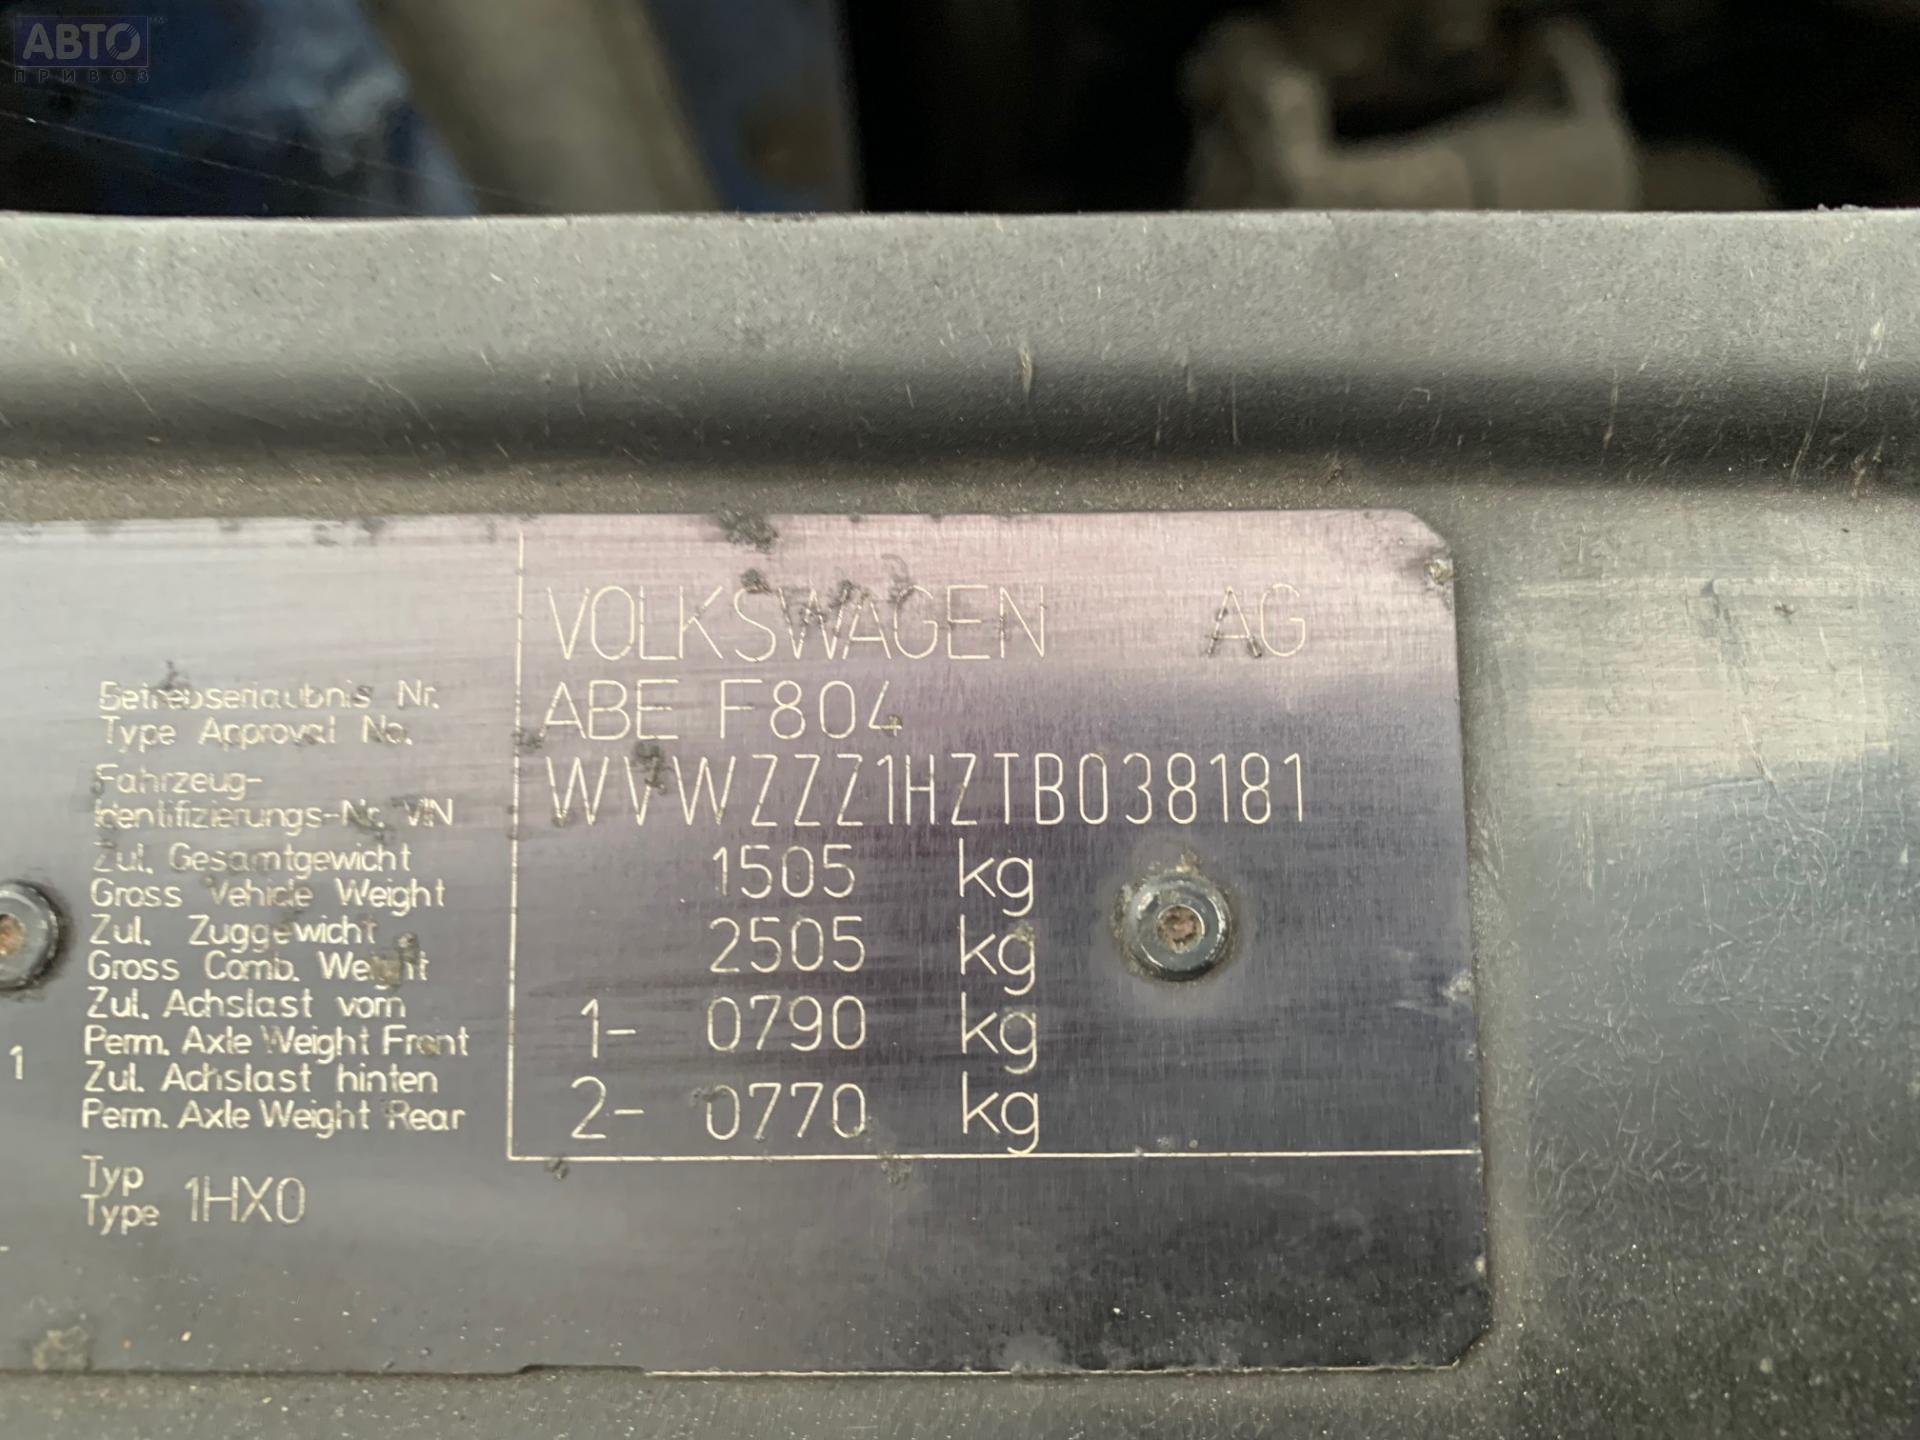 АВТО
ПРИВОЗ
VOLKSWAGEN AG
Betriebserlaubnis Nr.
Type Approval No.
ABE F804
Fahrzeug-
Identifizierungs-Nr. VIN
WVWZZZ1HZTB038181
Zul. Gesamtgewicht
Gross Vehicle Weight
1505 kg
Zul. Zuggewicht
Gross Comb. Weight
2505 kg
Zul. Achslast vorn
Perm. Axle Weight Front
1- 0790 kg
1
Zul. Achslast hinten
Perm. Axle Weight Rear
2- 0770 kg
Typ
Type 1HX0